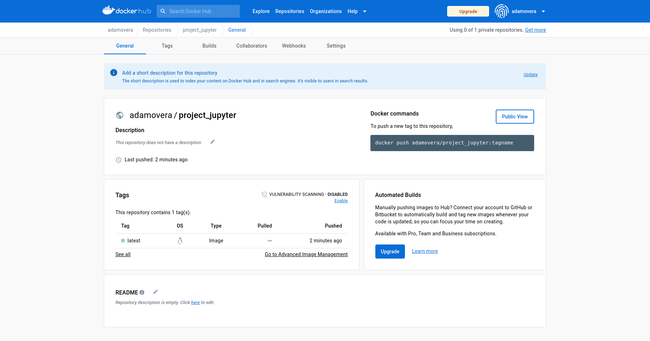 dockerhub
Search Docker Hub
Explore Repositories Organizations Help
Upgrade
adamovera
adamovera Repositories project_jupyter General
Using 0 of 1 private repositories. Get more
General Tags Builds Collaborators Webhooks Settings
Add a short description for this repository
The short description is used to index your content on Docker Hub and in search engines. It's visible to users in search results.
Update
adamovera / project_jupyter
Description
This repository does not have a description
Last pushed: 2 minutes ago
Docker commands
Public View
To push a new tag to this repository,
docker push adamovera/project_jupyter:tagname
Tags
VULNERABILITY SCANNING - DISABLED
Enable
This repository contains 1 tag(s).
Tag OS Type Pulled Pushed
latest Image --- 2 minutes ago
See all
Go to Advanced Image Management
Automated Builds
Manually pushing images to Hub? Connect your account to GitHub or
Bitbucket to automatically build and tag new images whenever your
code is updated, so you can focus your time on creating.
Available with Pro, Team and Business subscriptions.
Upgrade
Learn more
README
Repository description is empty. Click here to edit.